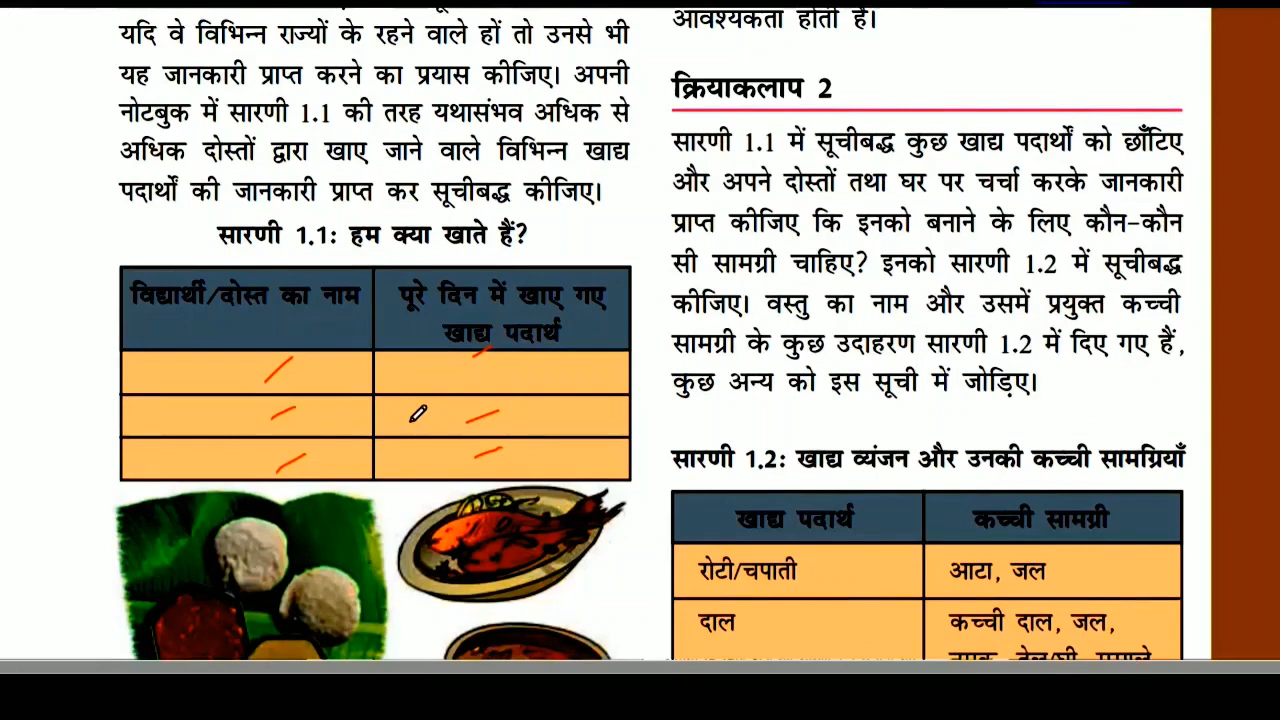 यदि वे विभिन्न राज्यों के रहने वाले हों तो उनसे भी
यह जानकारी प्राप्त करने का प्रयास कीजिए। अपनी
नोटबुक में सारणी 1.1 की तरह यथासंभव अधिक से
अधिक दोस्तों द्वारा खाए जाने वाले विभिन्न खाद्य
पदार्थों की जानकारी प्राप्त कर सूचीबद्ध कीजिए।
सारणी 1.1: हम क्या खाते हैं?
विद्यार्थी/दोस्त का नाम
पूरे दिन में खाए गए
खाद्य पदार्थ
आवश्यकता होती है।
क्रियाकलाप 2
सारणी 1.1 में सूचीबद्ध कुछ खाद्य पदार्थों को छाँटिए
और अपने दोस्तों तथा घर पर चर्चा करके जानकारी
प्राप्त कीजिए कि इनको बनाने के लिए कौन-कौन
सी सामग्री चाहिए? इनको सारणी 1.2 में सूचीबद्ध
कीजिए। वस्तु का नाम और उसमें प्रयुक्त कच्ची
सामग्री के कुछ उदाहरण सारणी 1.2 में दिए गए हैं,
कुछ अन्य को इस सूची में जोड़िए।
सारणी 1.2: खाद्य व्यंजन और उनकी कच्ची सामग्रियाँ
खाद्य पदार्थ
कच्ची सामग्री
रोटी/चपाती
आटा, जल
दाल
कच्ची दाल, जल,